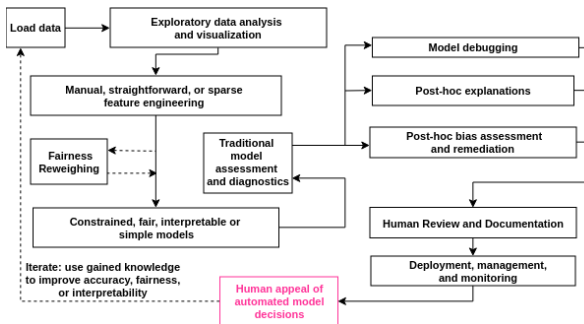 Load data
Exploratory data analysis
and visualization
Model debugging
Manual, straightforward, or sparse
feature engineering
Post-hoc explanations
Fairness
Reweighing
Traditional
model
assessment
and diagnostics
Post-hoc bias assessment
and remediation
Constrained, fair, interpretable or
simple models
Human Review and Documentation
Iterate: use gained knowledge
to improve accuracy, fairness,
or interpretability
Deployment, management,
and monitoring
Human appeal of
automated model
decisions